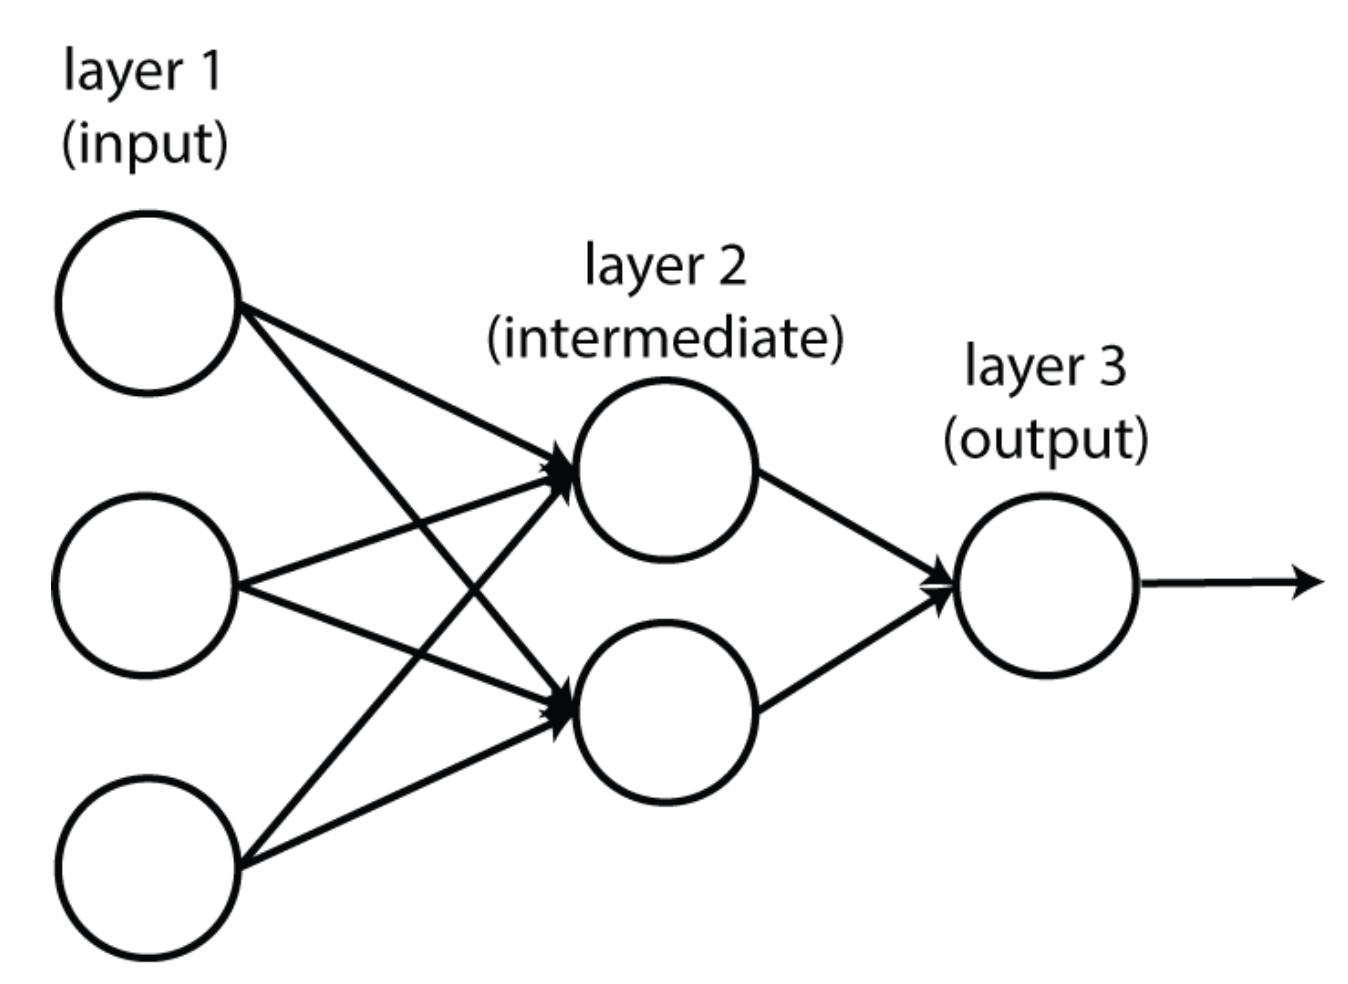 layer 1
(input)
layer 2
(intermediate)
layer 3
(output)